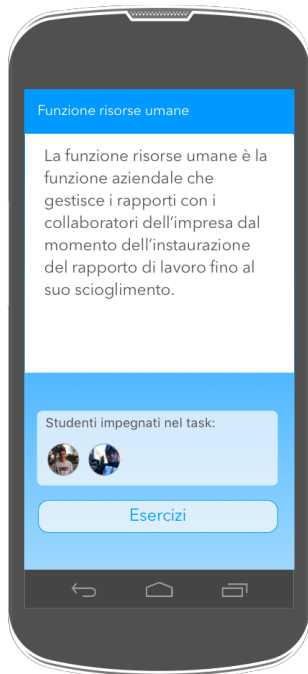 Funzione risorse umane
La funzione risorse umane è la
funzione aziendale che
gestisce i rapporti con i
collaboratori dell’impresa dal
momento dell’instaurazione
del rapporto di lavoro fino al
suo scioglimento.
Studenti impegnati nel task:
Esercizi